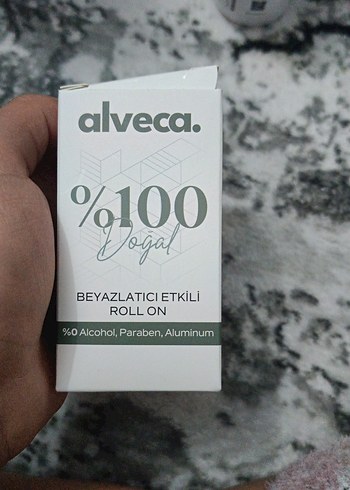 alveca.
%100
Doğal
BEYAZLATICI ETKİLİ
ROLL ON
%0 Alcohol, Paraben, Aluminum